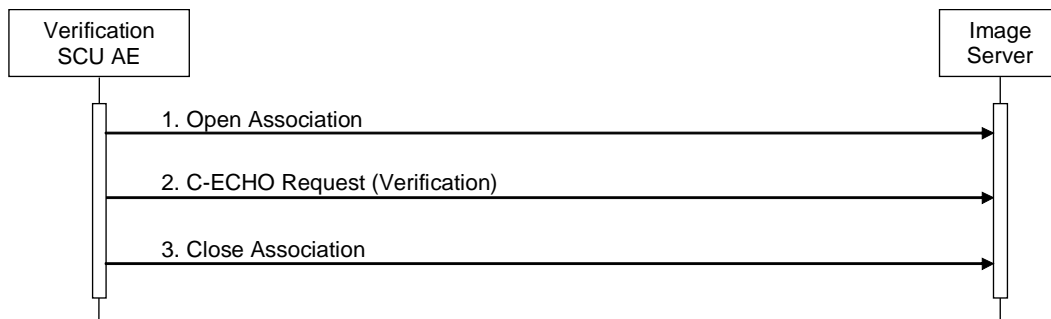 Verification
SCU AE
Image
Server
1. Open Association
2. C-ECHO Request (Verification)
3. Close Association